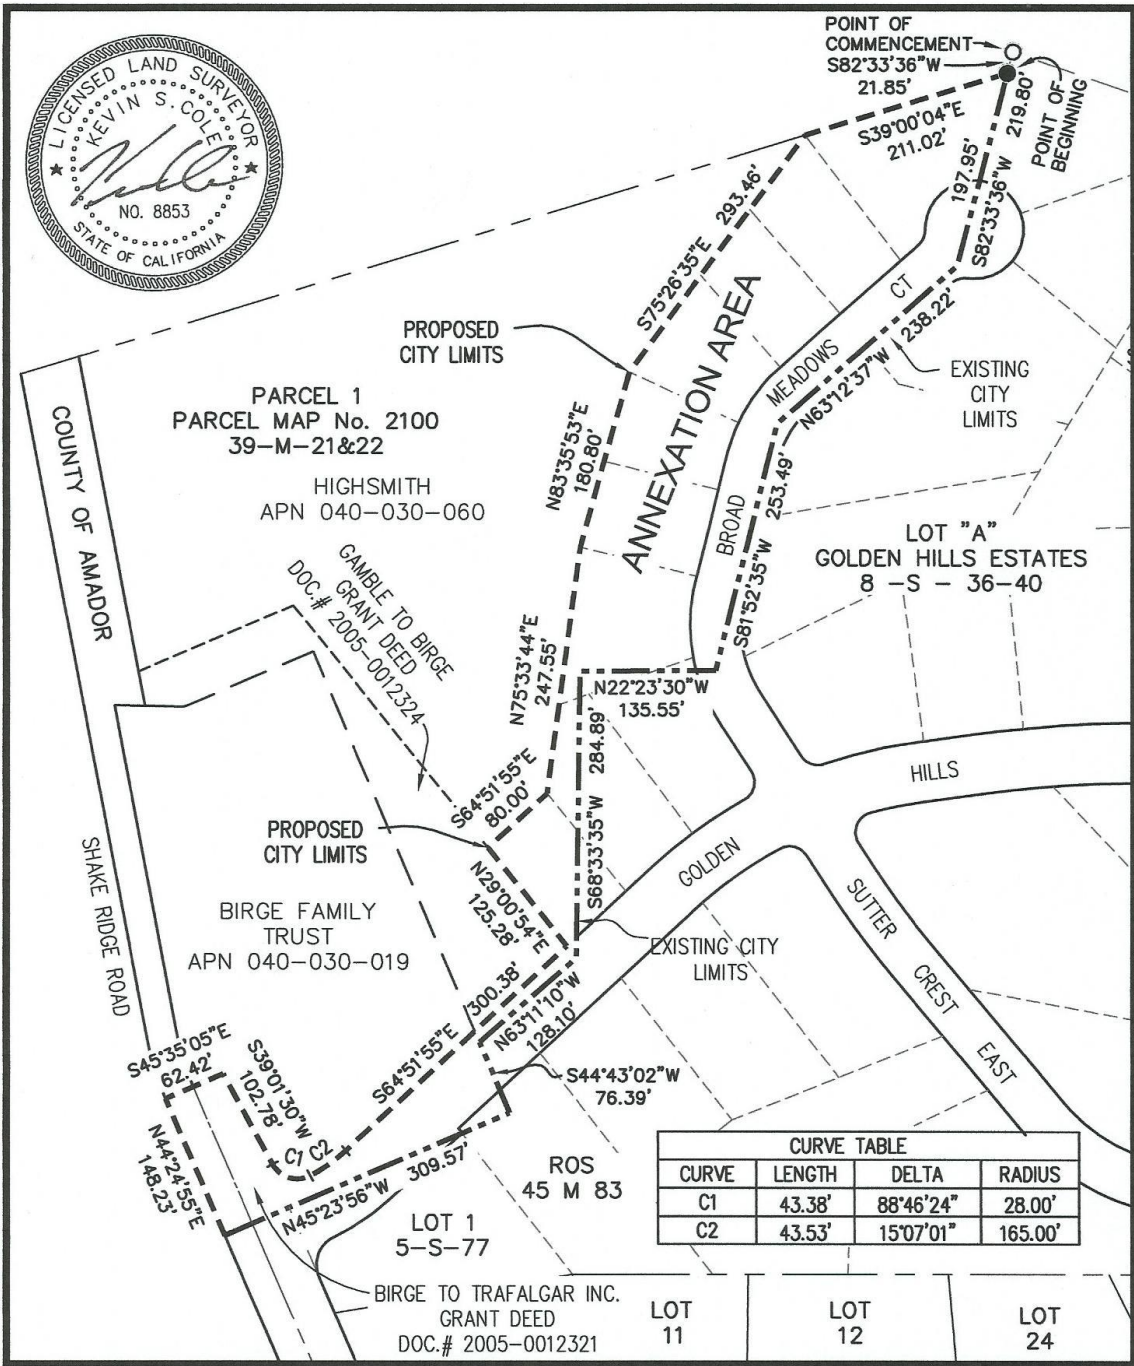 LICENSED LAND SURVEYOR
KEVIN S. COLE
NO. 8853
STATE OF CALIFORNIA
POINT OF
COMMENCEMENT
S82°33'36"W
21.85'
POINT OF
BEGINNING
219.80'
S39°00'04"E
211.02'
197.95'
S82°33'36"W
S75°26'35"E 293.46'
PROPOSED
CITY LIMITS
ANNEXATION AREA
MEADOWS CT
N63°12'37"W 238.22'
EXISTING
CITY
LIMITS
PARCEL 1
PARCEL MAP No. 2100
39-M-21&22
HIGHSMITH
APN 040-030-060
COUNTY OF AMADOR
N83°35'53"E
180.80'
BROAD
S81°52'35"W 253.49'
LOT "A"
GOLDEN HILLS ESTATES
8 -S - 36-40
GAMBLE TO BIRGE
GRANT DEED
DOC.# 2005-0012324
N75°33'44"E
247.55'
N22°23'30"W
135.55'
S68°33'35"W 284.89'
S64°51'55"E
80.00'
HILLS
GOLDEN
PROPOSED
CITY LIMITS
SHAKE RIDGE ROAD
BIRGE FAMILY
TRUST
APN 040-030-019
N29°00'54"E
125.28'
EXISTING CITY
LIMITS
SUTTER CREST EAST
S64°51'55"E 300.38'
N63°11'10"W
128.10'
S45°35'05"E
62.42'
S39°01'30"W
102.78'
S44°43'02"W
76.39'
N44°24'55"E
148.23'
C1 C2
N45°23'56"W 309.57'
ROS
45 M 83
LOT 1
5-S-77
CURVE TABLE
CURVE LENGTH DELTA RADIUS
C1 43.38' 88°46'24" 28.00'
C2 43.53' 15°07'01" 165.00'
BIRGE TO TRAFALGAR INC.
GRANT DEED
DOC.# 2005-0012321
LOT
11
LOT
12
LOT
24